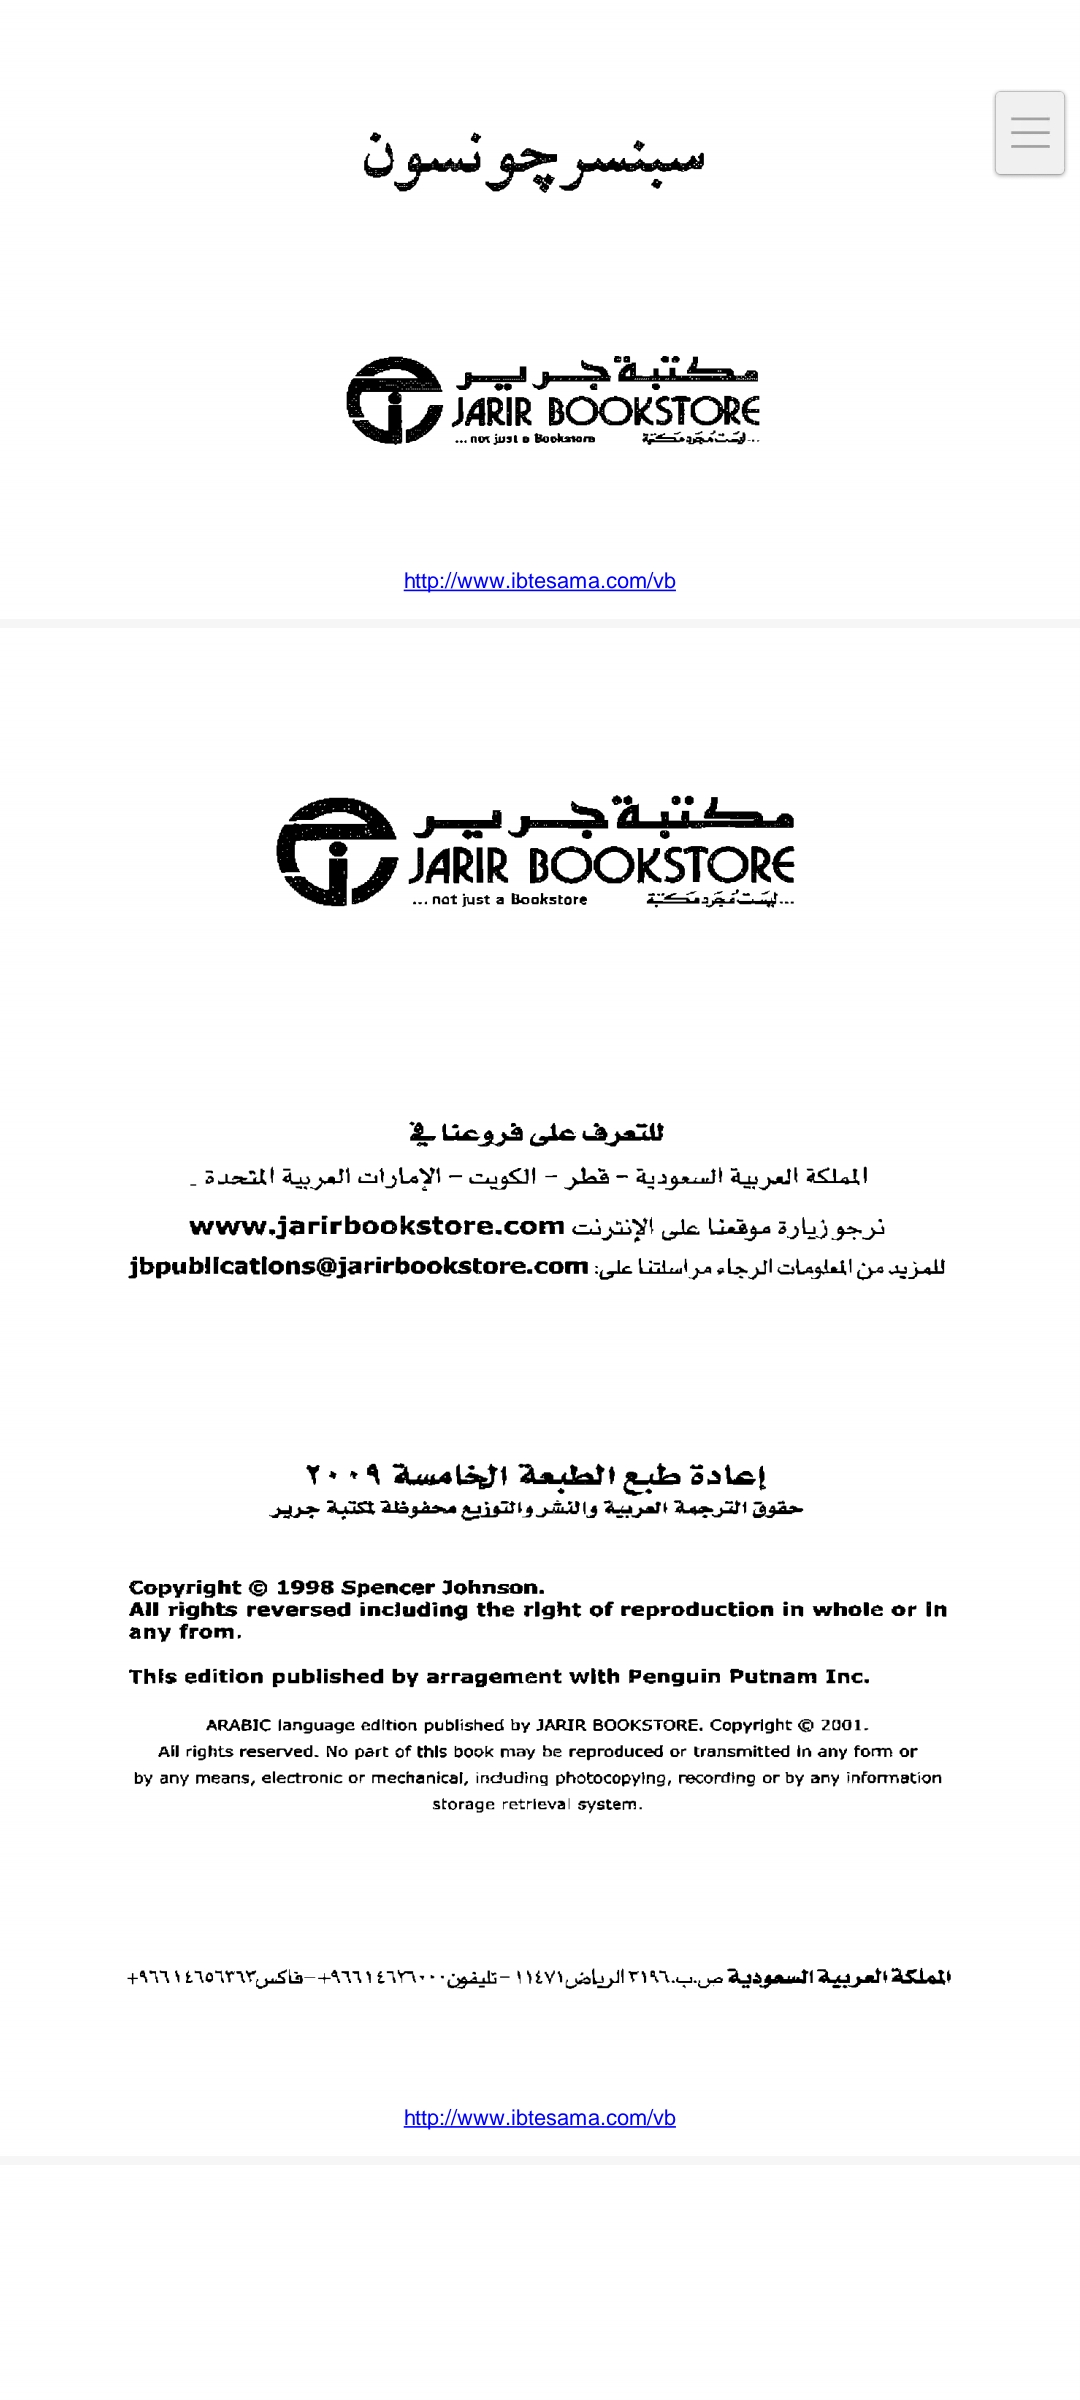 سبنسر چونسون
مكتبة جرير
JARIR BOOKSTORE
... not just a Bookstore ...ليست مجرد مكتبة
http://www.ibtesama.com/vb
مكتبة جرير
JARIR BOOKSTORE
... not just a Bookstore ...ليَسَت مُجَرد مَكتبَة
للتعرف على فروعنا في
المملكة العربية السعودية – قطر – الكويت – الإمارات العربية المتحدة ـ
نرجو زيارة موقعنا على الإنترنت www.jarirbookstore.com
للمزيد من المعلومات الرجاء مراسلتنا على: jbpublications@jarirbookstore.com
إعادة طبع الطبعة الخامسة ٢٠٠٩
حقوق الترجمة العربية والنشر والتوزيع محفوظة لمكتبة جرير
Copyright © 1998 Spencer Johnson.
All rights reversed including the right of reproduction in whole or in
any from.
This edition published by arragement with Penguin Putnam Inc.
ARABIC language edition published by JARIR BOOKSTORE. Copyright © 2001.
All rights reserved. No part of this book may be reproduced or transmitted in any form or
by any means, electronic or mechanical, including photocopying, recording or by any information
storage retrieval system.
المملكة العربية السعودية ص.ب.٣١٩٦ الرياض ١١٤٧١ – تليفون ٩٦٦١٤٦٢٦٠٠٠+ – فاكس ٩٦٦١٤٦٥٦٣٦٣+
http://www.ibtesama.com/vb